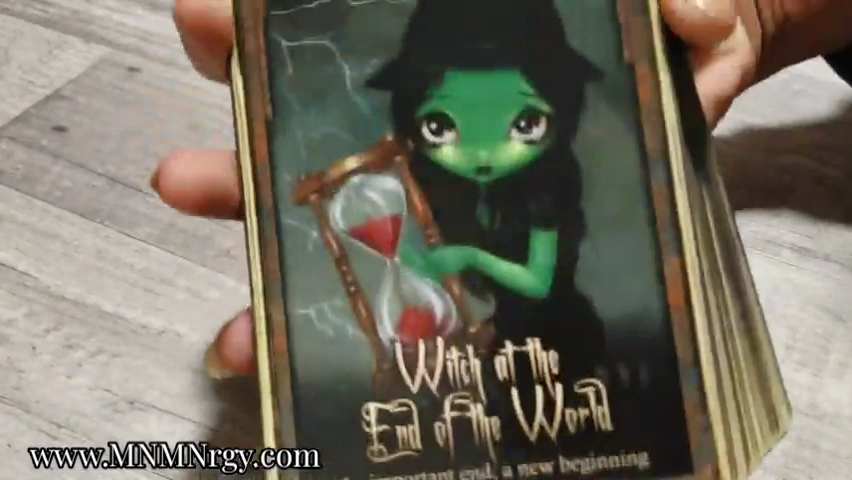 Witch at the
End of the World
important end, a new beginning
www.MNMNrgy.com